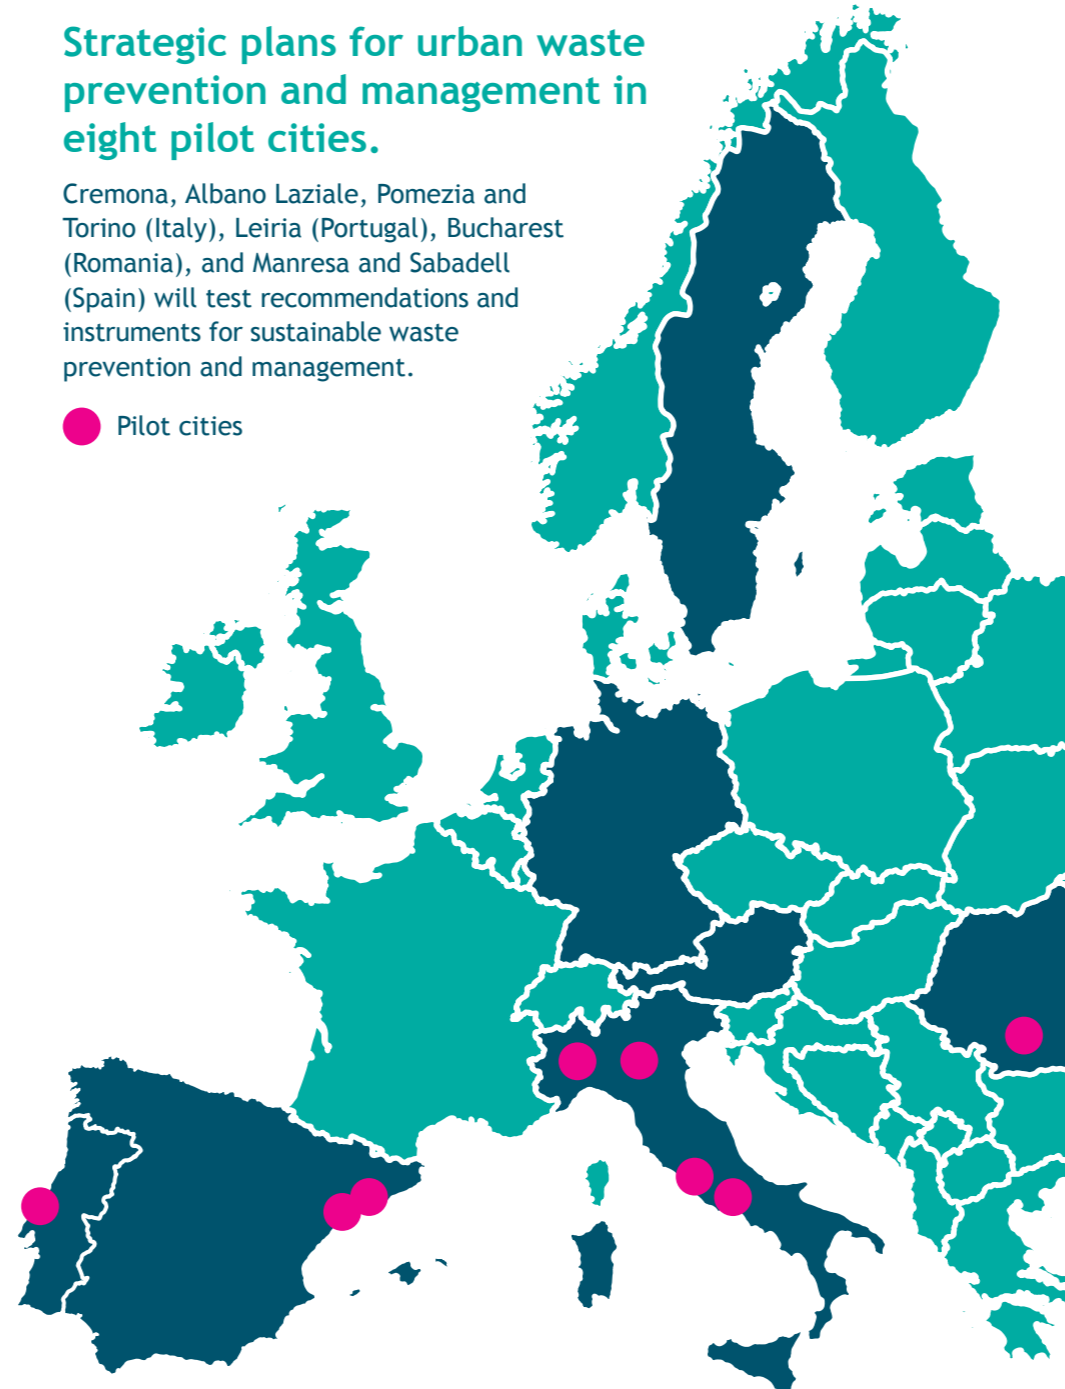 Strategic plans for urban waste
prevention and management in
eight pilot cities.
Cremona, Albano Laziale, Pomezia and
Torino (Italy), Leiria (Portugal), Bucharest
(Romania), and Manresa and Sabadell
(Spain) will test recommendations and
instruments for sustainable waste
prevention and management.
Pilot cities